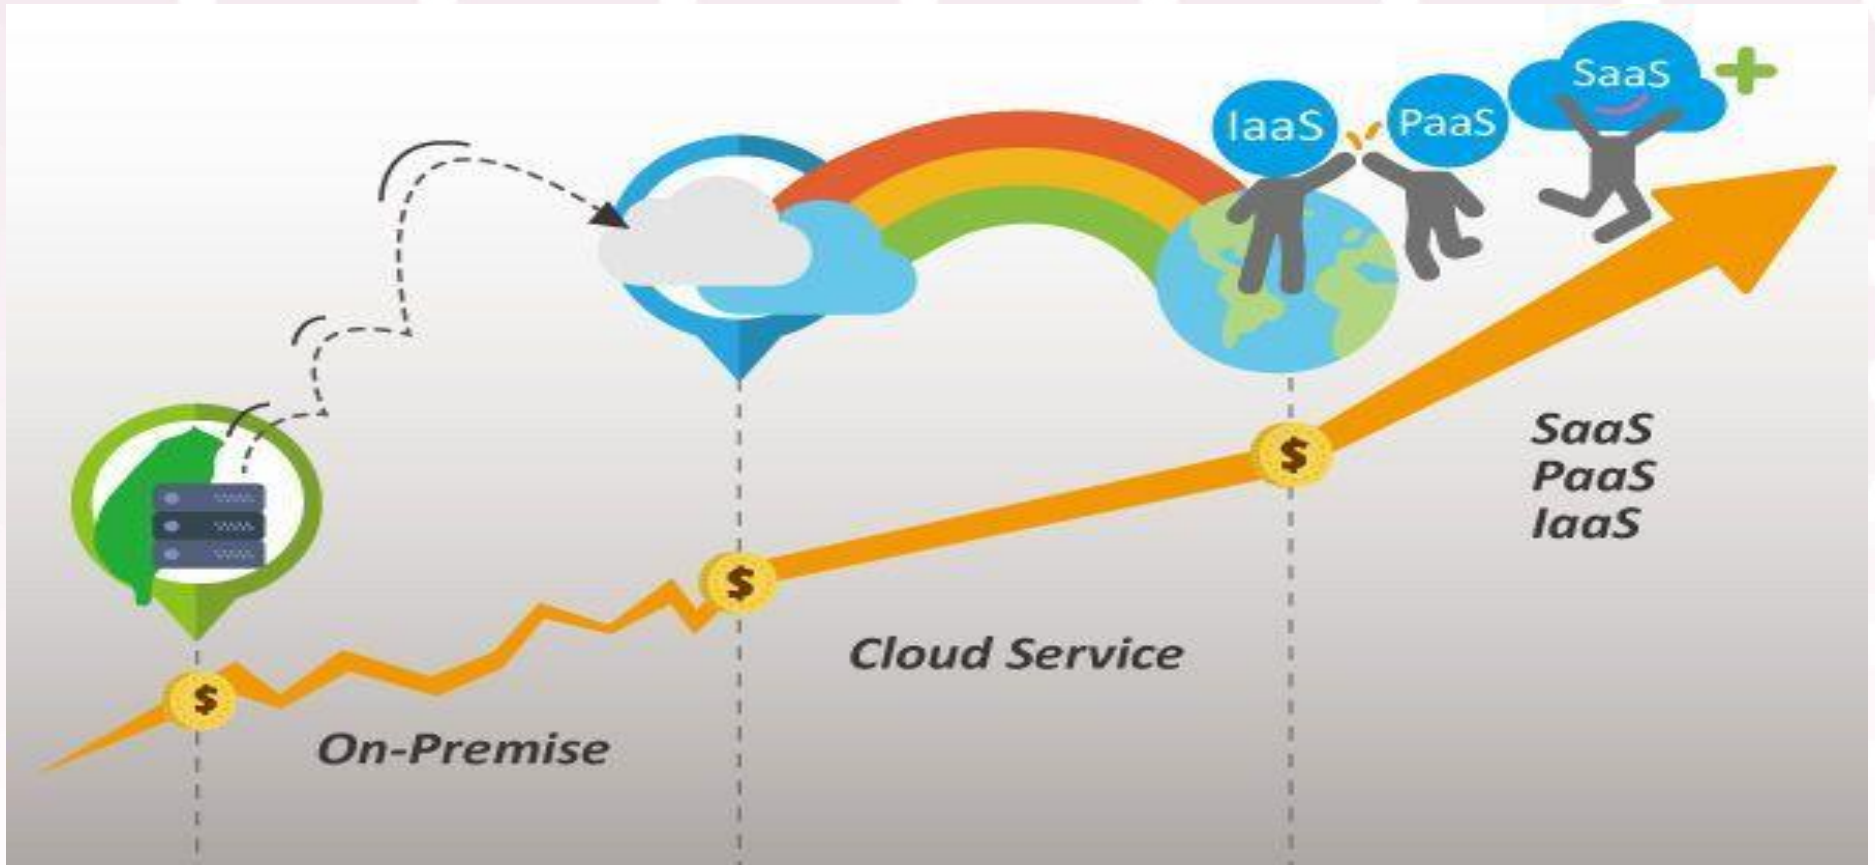 IaaS
PaaS
SaaS
$
On-Premise
$
Cloud Service
$
SaaS
PaaS
IaaS